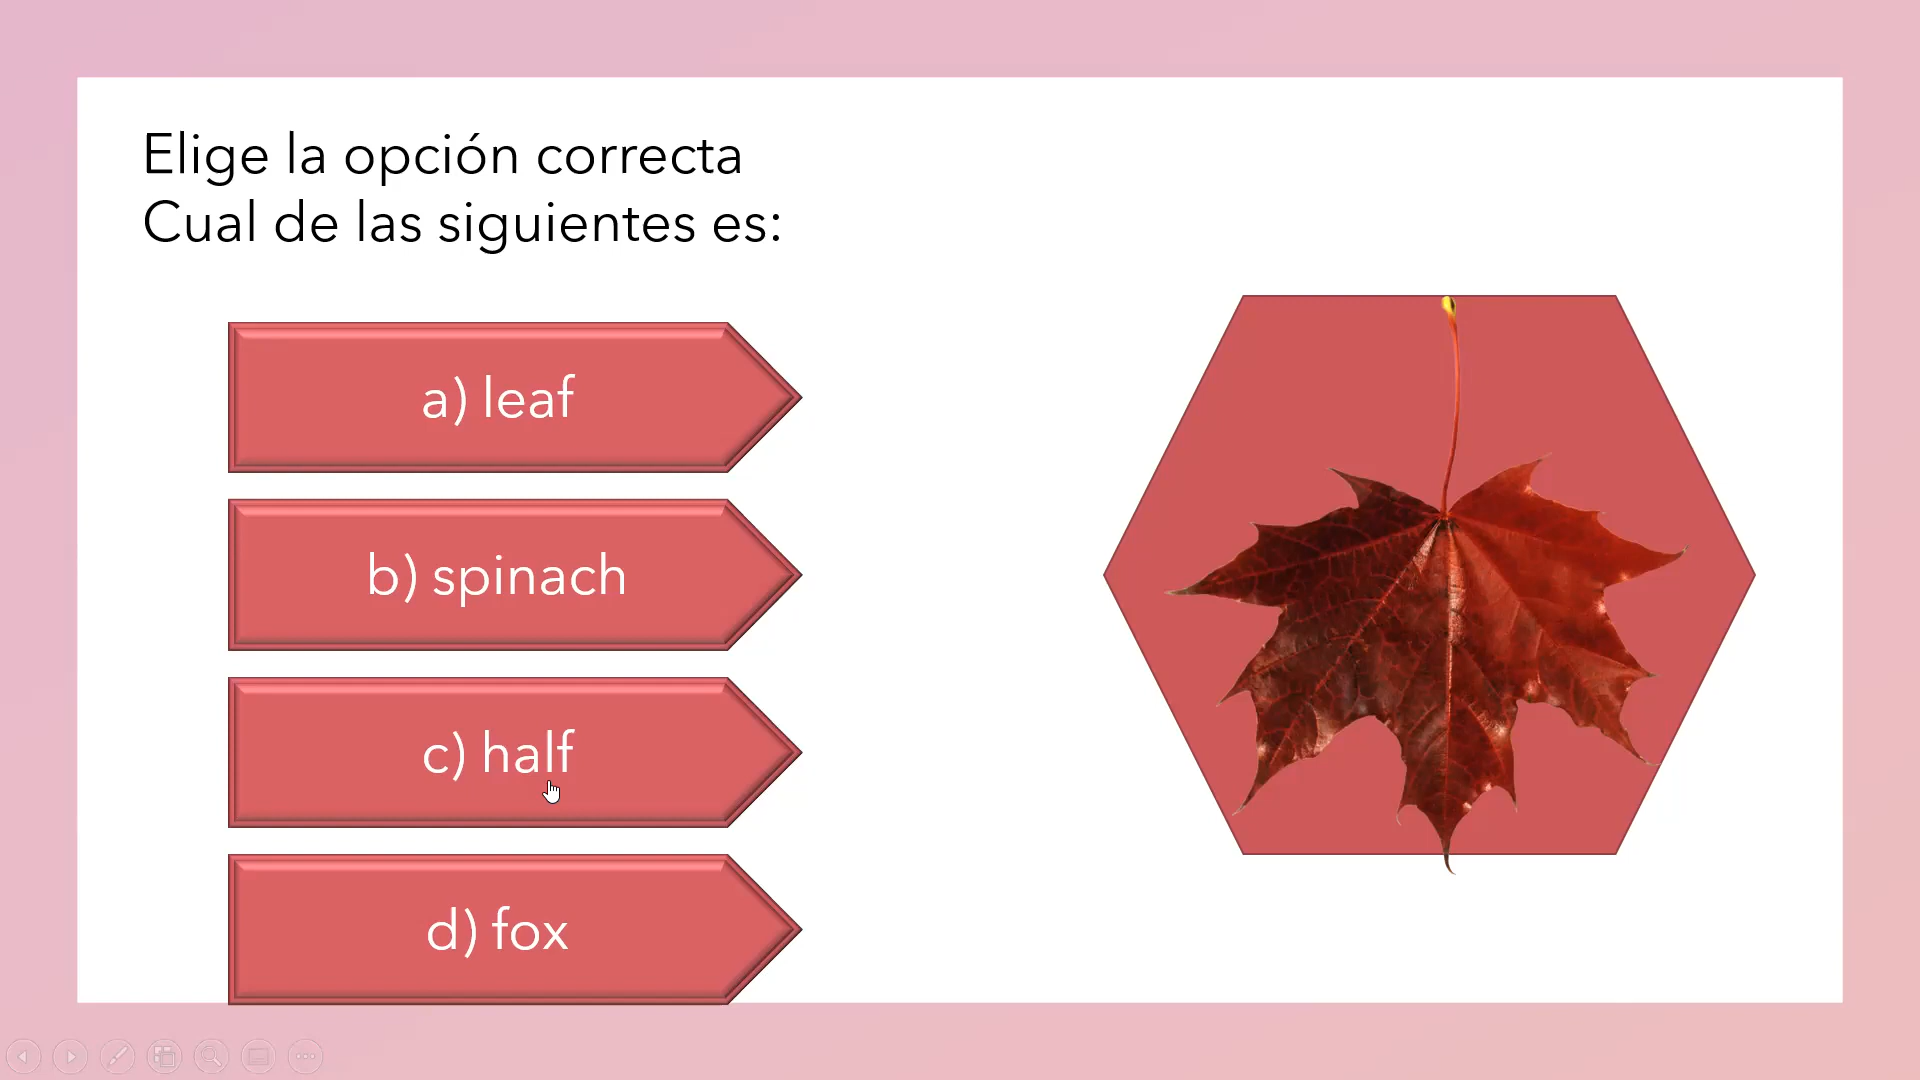 Elige la opción correcta
Cual de las siguientes es:
a) leaf
b) spinach
c) half
d) fox